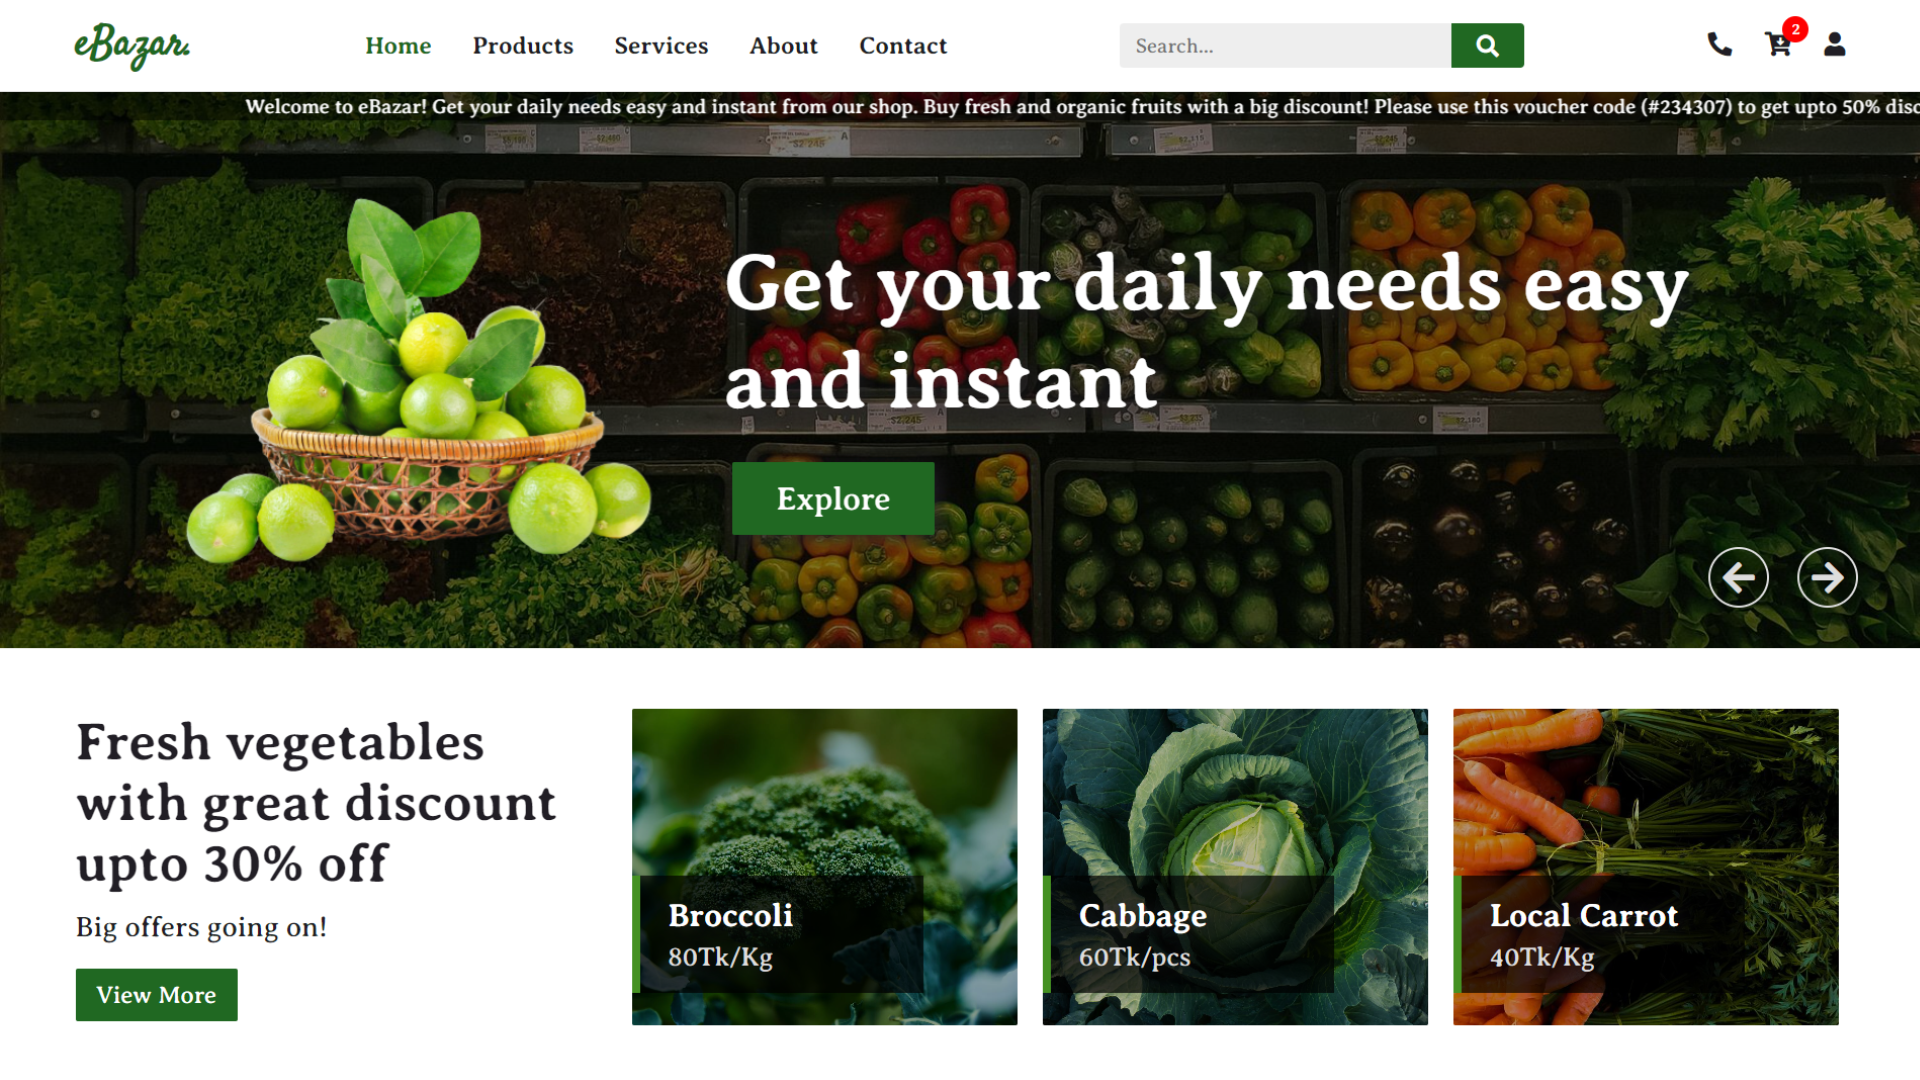 eBazar.
Home Products Services About Contact
Search...
2
Welcome to eBazar! Get your daily needs easy and instant from our shop. Buy fresh and organic fruits with a big discount! Please use this voucher code (#234307) to get upto 50% disc
Get your daily needs easy
and instant
Explore
Fresh vegetables
with great discount
upto 30% off
Big offers going on!
View More
Broccoli
80Tk/Kg
Cabbage
60Tk/pcs
Local Carrot
40Tk/Kg